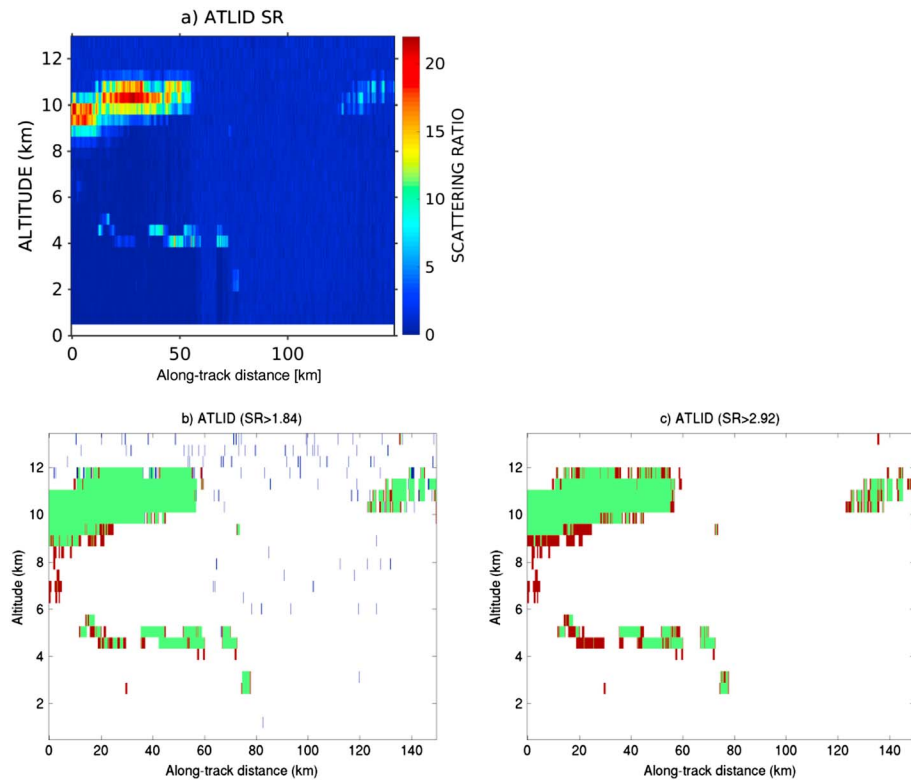 a) ATLID SR
12
10
8
6
4
2
0
ALTITUDE (km)
0 50 100
Along-track distance [km]
20
15
10
5
0
SCATTERING RATIO
b) ATLID (SR>1.84)
12
10
8
6
4
2
Altitude (km)
0 20 40 60 80 100 120 140
Along-track distance (km)
c) ATLID (SR>2.92)
12
10
8
6
4
2
Altitude (km)
0 20 40 60 80 100 120 140
Along-track distance (km)